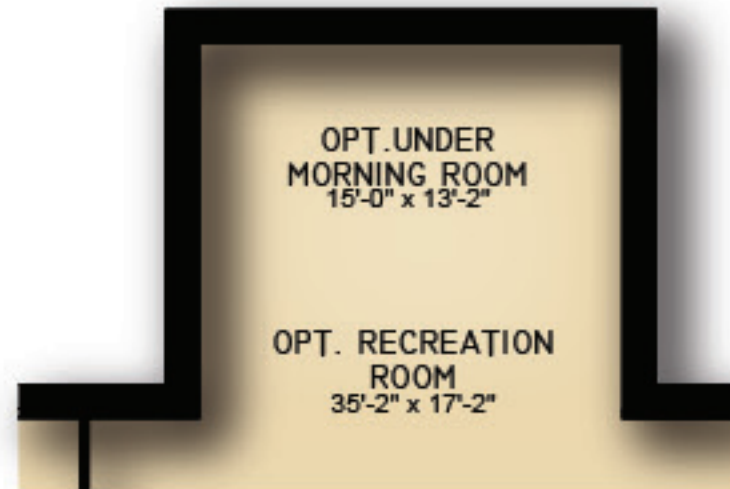 OPT.UNDER
MORNING ROOM
15'-0" x 13'-2"
OPT. RECREATION
ROOM
35'-2" x 17'-2"